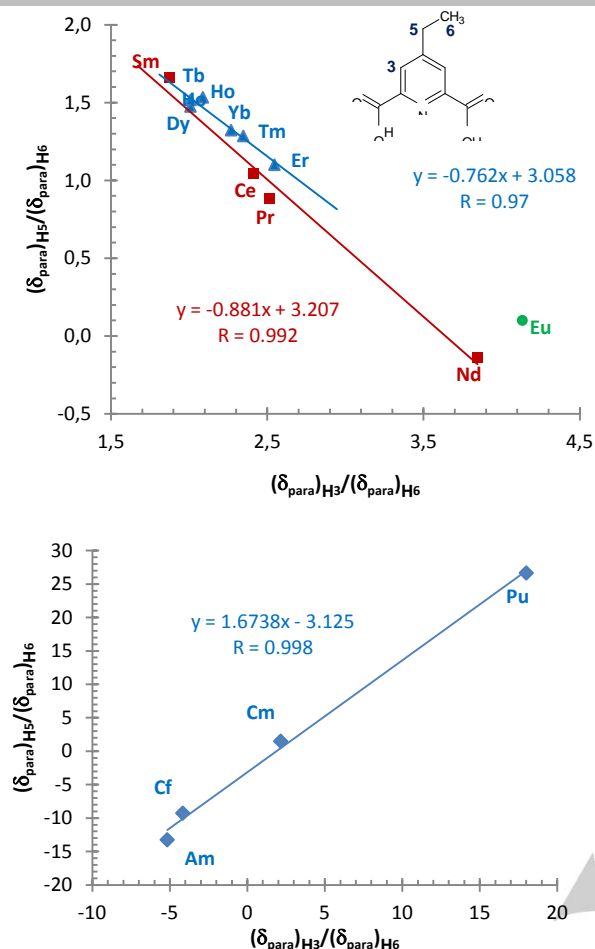 2,0
1,5
1,0
0,5
0,0
-0,5
1,5 2,5 3,5 4,5
(δpara)H5/(δpara)H6
(δpara)H3/(δpara)H6
Sm
Tb
Ho
Dy
Yb
Tm
Er
Ce
Pr
Nd
Eu
5
CH₃
6
3
N
H
OH
y = -0.762x + 3.058
R = 0.97
y = -0.881x + 3.207
R = 0.992
30
25
20
15
10
5
0
-5
-10
-15
-20
-10 -5 0 5 10 15 20
(δpara)H5/(δpara)H6
(δpara)H3/(δpara)H6
y = 1.6738x - 3.125
R = 0.998
Pu
Cm
Cf
Am